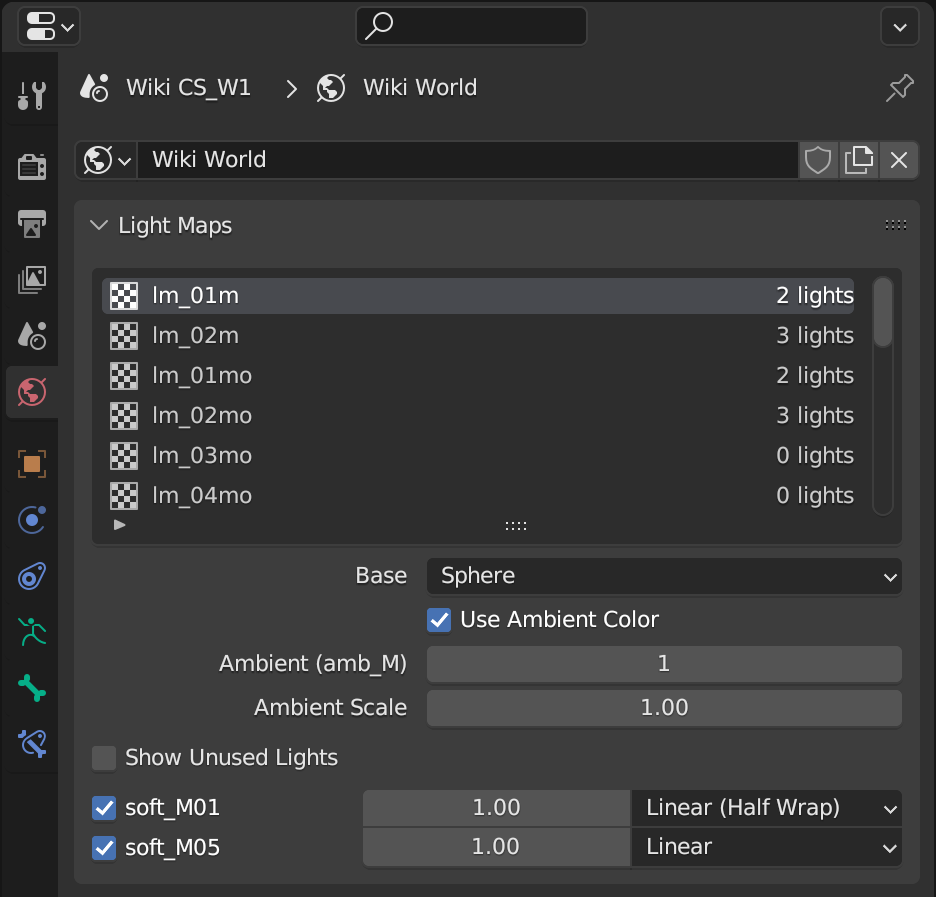 Wiki CS_W1 Wiki World
Wiki World
Light Maps
lm_01m 2 lights
lm_02m 3 lights
lm_01mo 2 lights
lm_02mo 3 lights
lm_03mo 0 lights
lm_04mo 0 lights
Base Sphere
Use Ambient Color
Ambient (amb_M) 1
Ambient Scale 1.00
Show Unused Lights
soft_M01 1.00 Linear (Half Wrap)
soft_M05 1.00 Linear